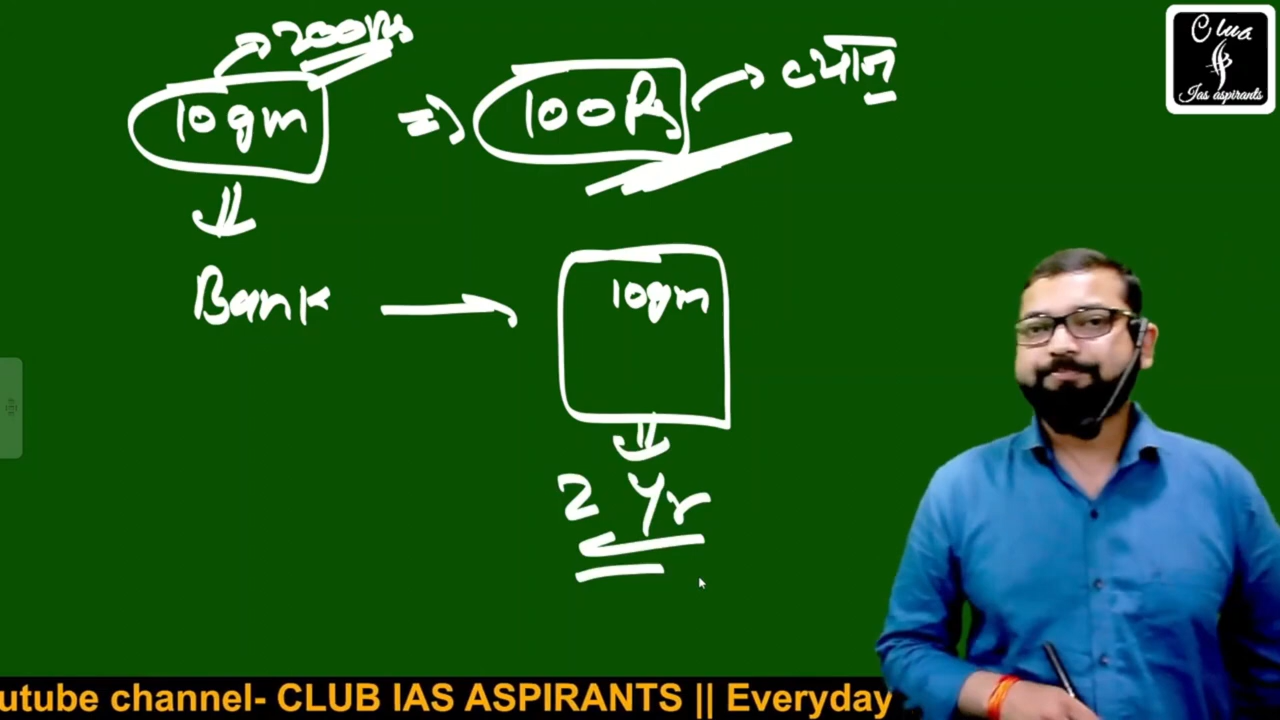 200Rs
10gm => 100Rs → ब्याज
Bank → 10gm
2 Yr
Club
Ias aspirants
utube channel- CLUB IAS ASPIRANTS || Everyday